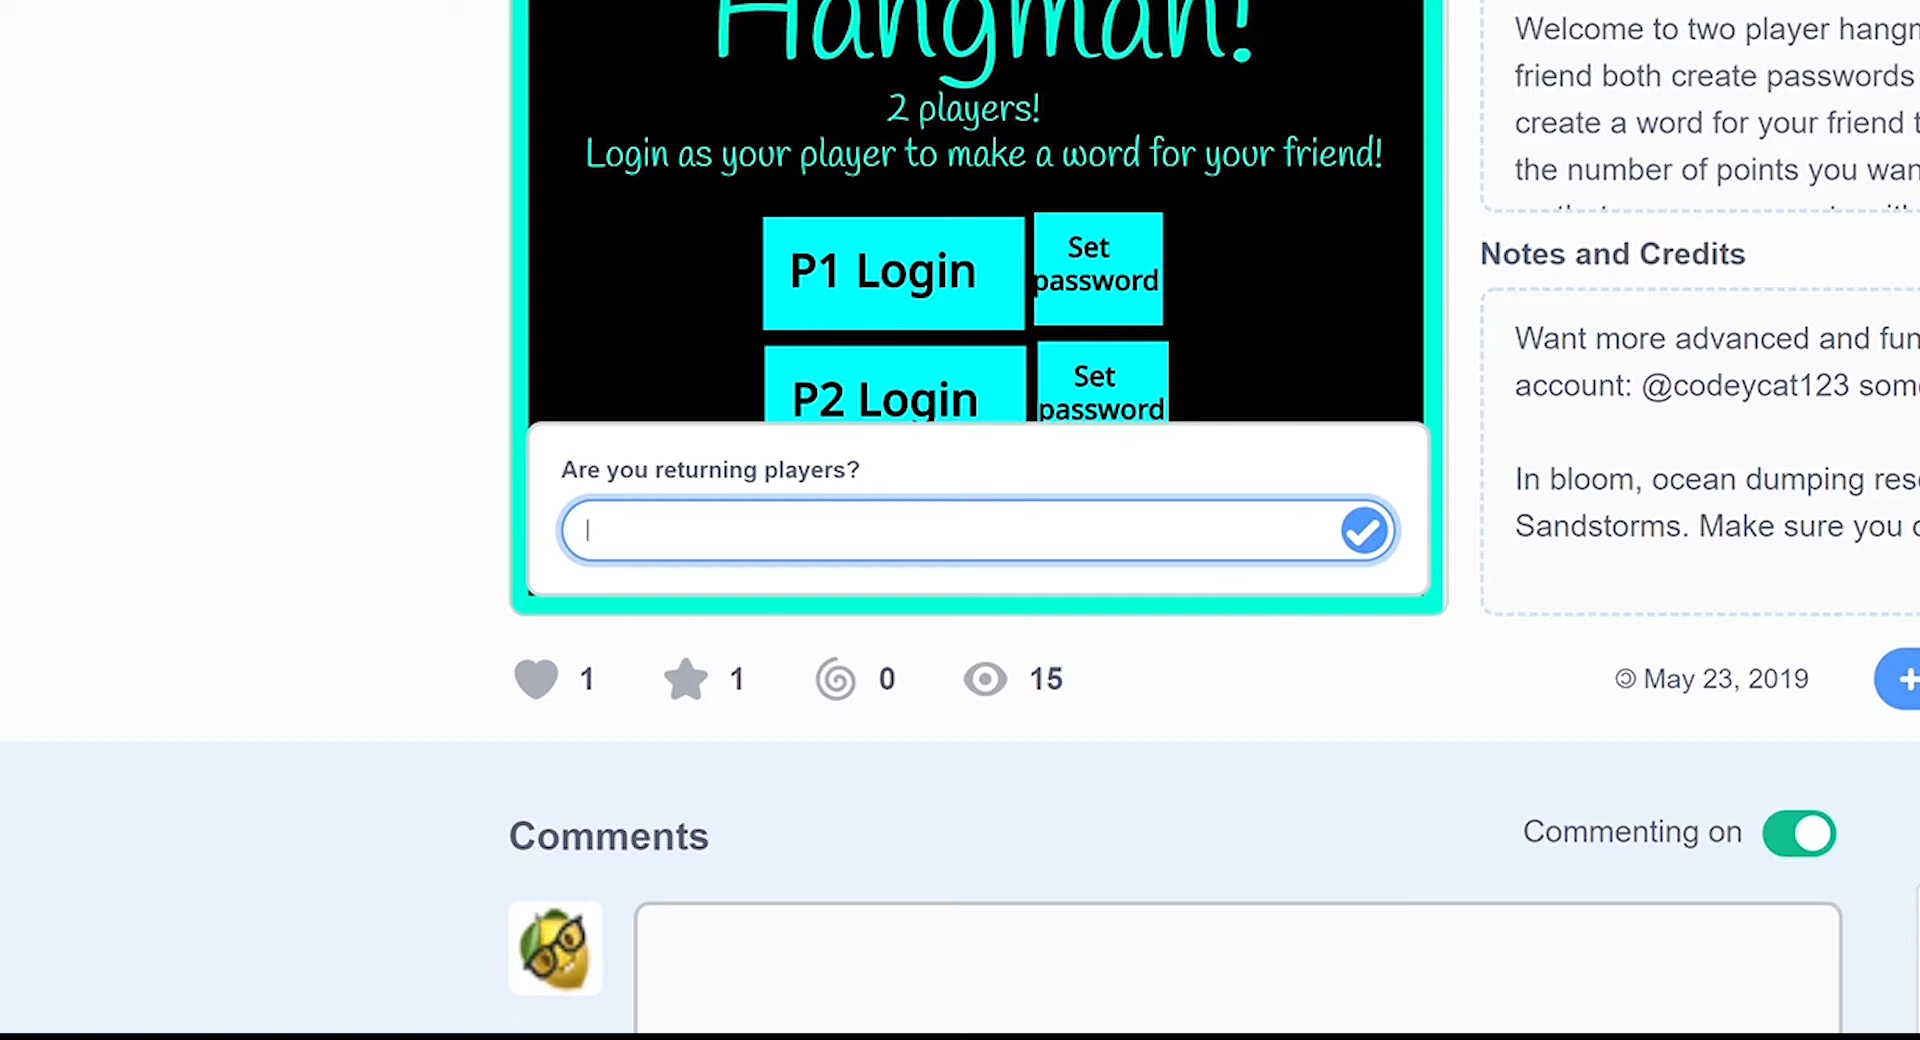 Hangman!
2 players!
Login as your player to make a word for your friend!
P1 Login
Set
password
P2 Login
Set
password
Are you returning players?
1
1
0
15
Welcome to two player hangm
friend both create passwords
create a word for your friend t
the number of points you wan
Notes and Credits
Want more advanced and fun
account: @codeycat123 some
In bloom, ocean dumping rese
Sandstorms. Make sure you c
May 23, 2019
Comments
Commenting on